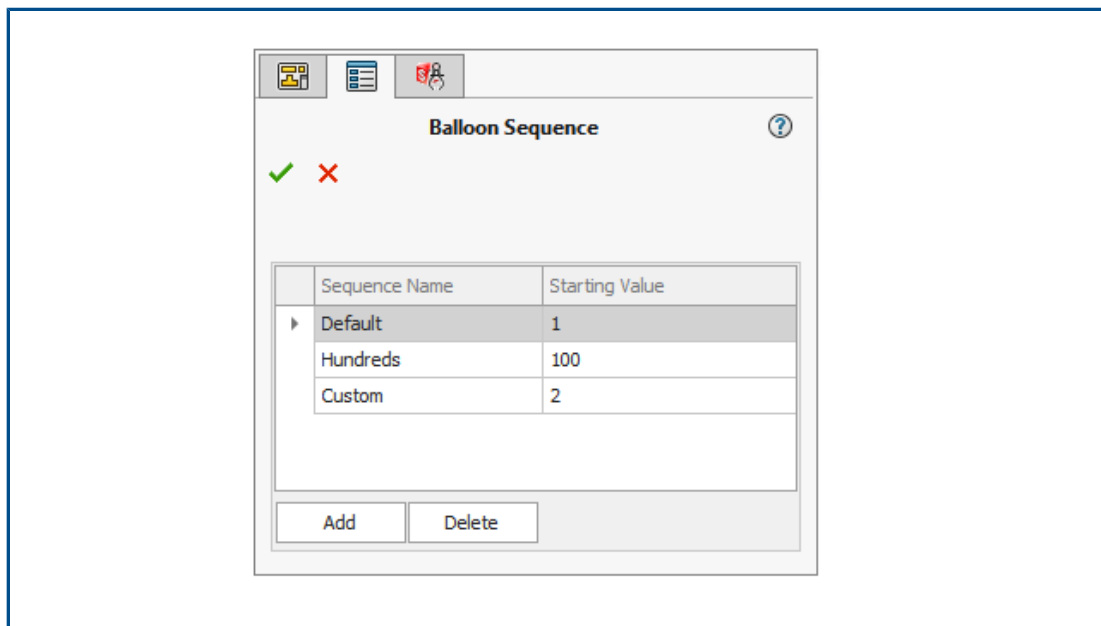 Balloon Sequence
Sequence Name Starting Value
Default 1
Hundreds 100
Custom 2
Add Delete